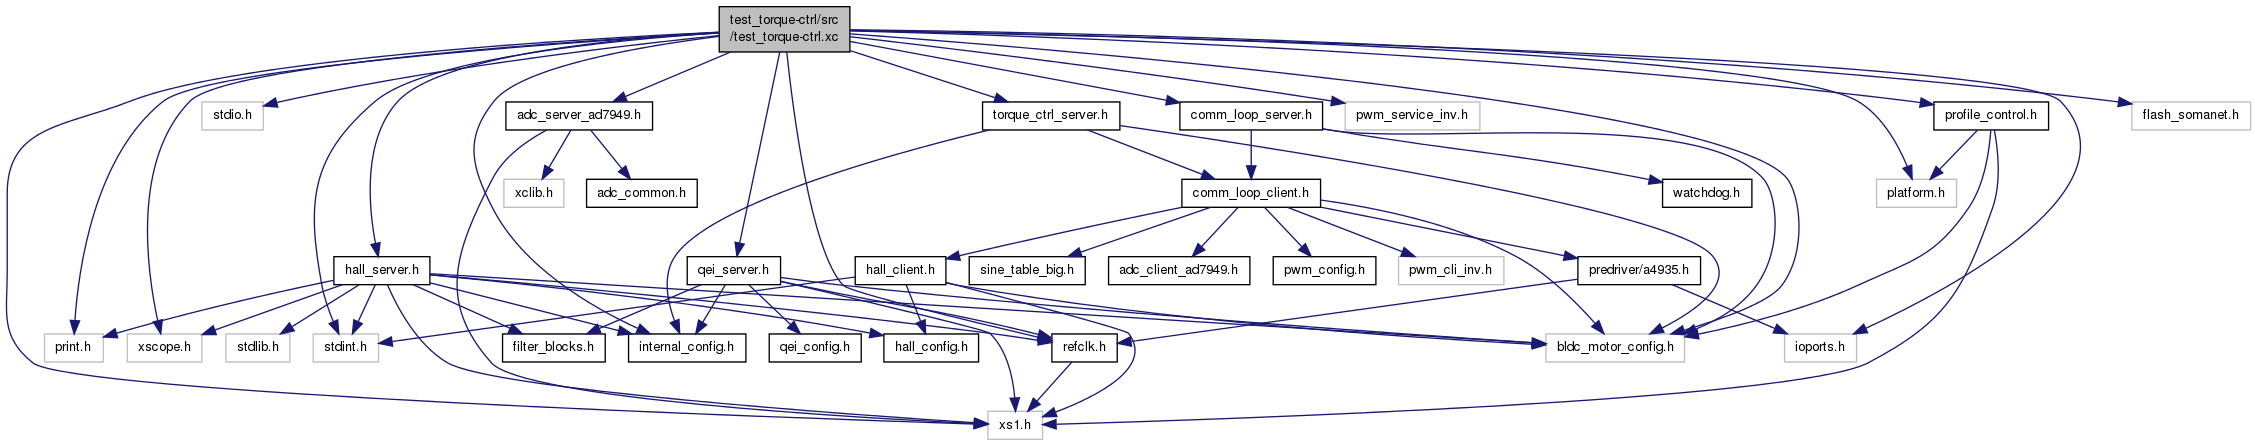 test_torque-ctrl/src
/test_torque-ctrl.xc
stdio.h
adc_server_ad7949.h
torque_ctrl_server.h
comm_loop_server.h
pwm_service_inv.h
profile_control.h
flash_somanet.h
xclib.h
adc_common.h
comm_loop_client.h
watchdog.h
platform.h
hall_server.h
qei_server.h
hall_client.h
sine_table_big.h
adc_client_ad7949.h
pwm_config.h
pwm_cli_inv.h
predriver/a4935.h
print.h
xscope.h
stdlib.h
stdint.h
filter_blocks.h
internal_config.h
qei_config.h
hall_config.h
refclk.h
bldc_motor_config.h
ioports.h
xs1.h